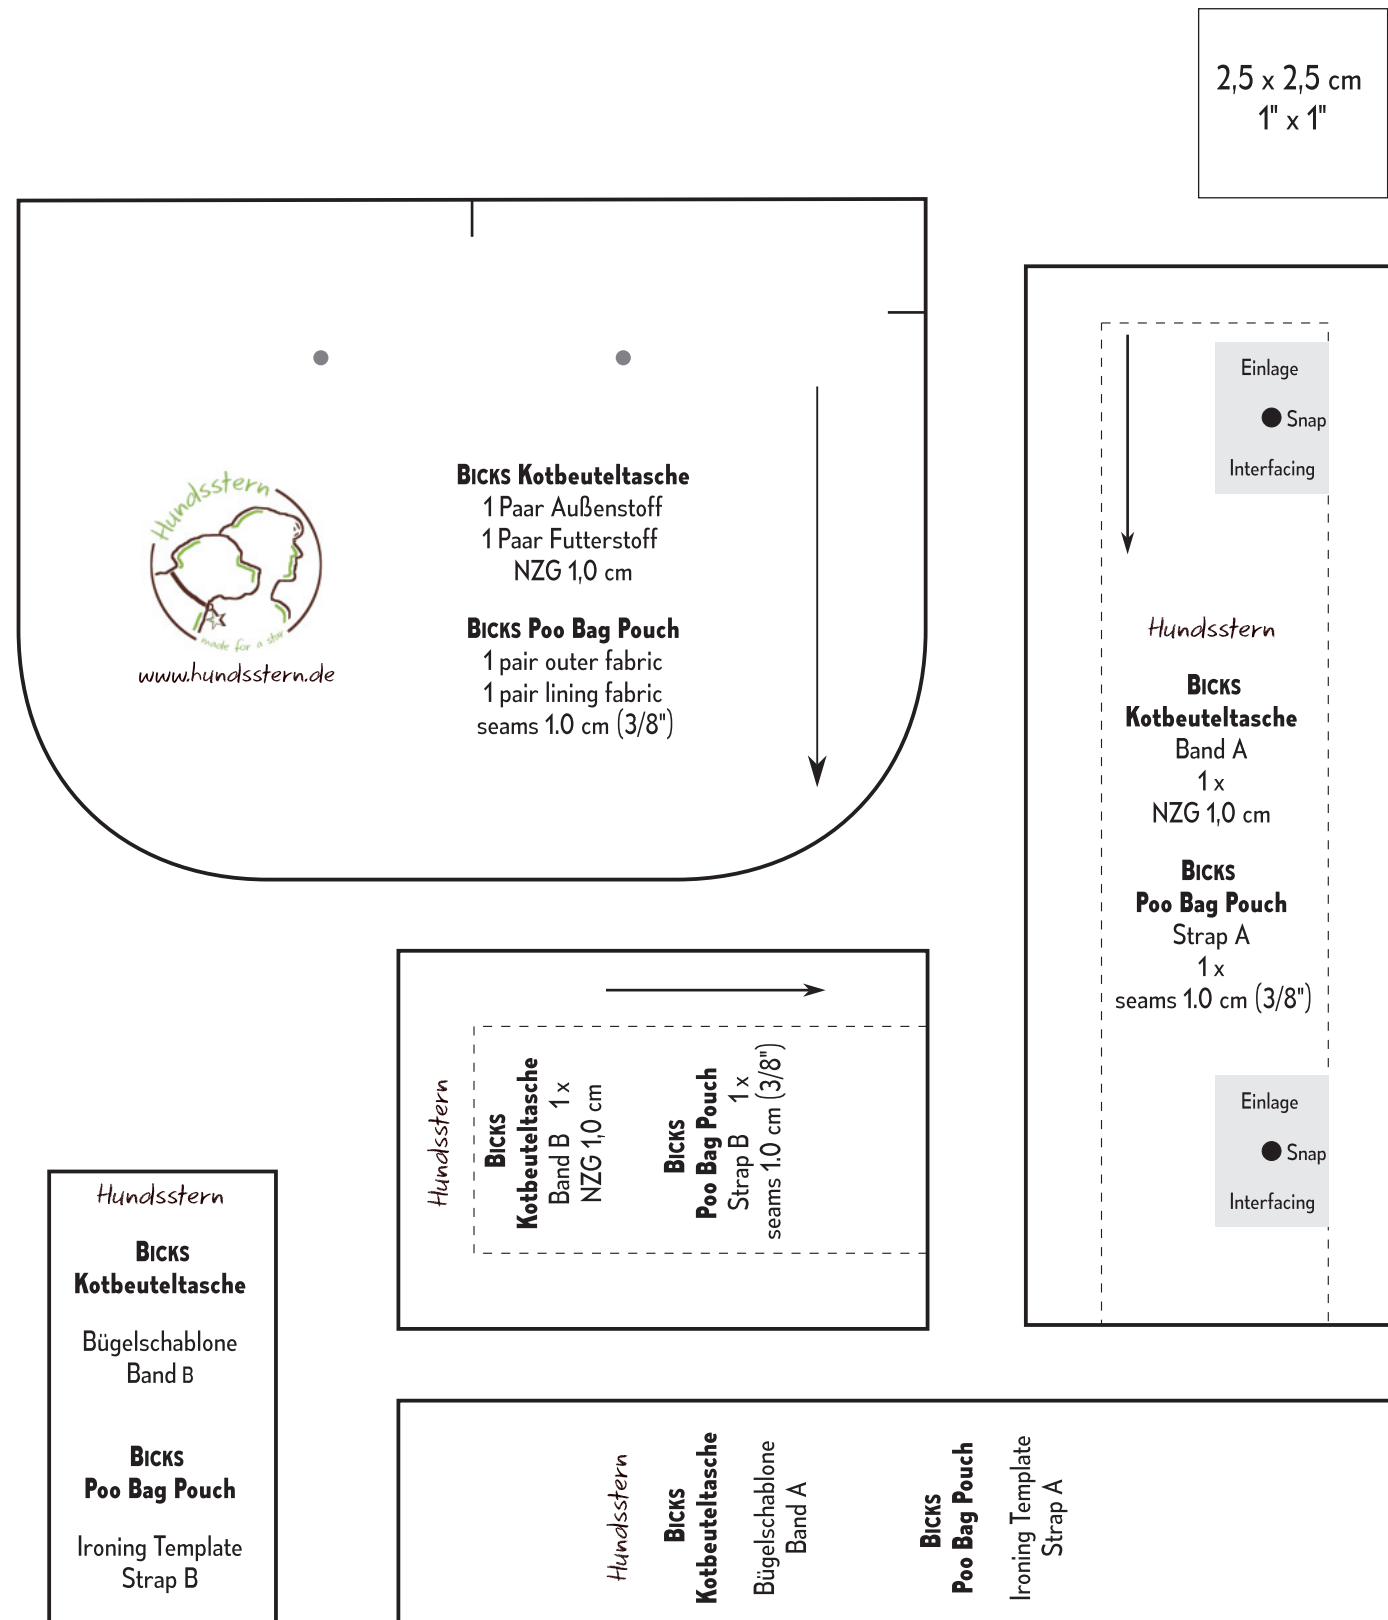 2,5 x 2,5 cm
1" x 1"
Hundsstern
made for a star
www.hundsstern.de
BICKS Kotbeuteltasche
1 Paar Außenstoff
1 Paar Futterstoff
NZG 1,0 cm
BICKS Poo Bag Pouch
1 pair outer fabric
1 pair lining fabric
seams 1.0 cm (3/8")
Einlage
Snap
Interfacing
Hundsstern
BICKS
Kotbeuteltasche
Band A
1 x
NZG 1,0 cm
BICKS
Poo Bag Pouch
Strap A
1 x
seams 1.0 cm (3/8")
Einlage
Snap
Interfacing
Hundsstern
BICKS
Kotbeuteltasche
Band B 1 x
NZG 1,0 cm
BICKS
Poo Bag Pouch
Strap B 1 x
seams 1.0 cm (3/8")
Hundsstern
BICKS
Kotbeuteltasche
Bügelschablone
Band B
BICKS
Poo Bag Pouch
Ironing Template
Strap B
Hundsstern
BICKS
Kotbeuteltasche
Bügelschablone
Band A
BICKS
Poo Bag Pouch
Ironing Template
Strap A